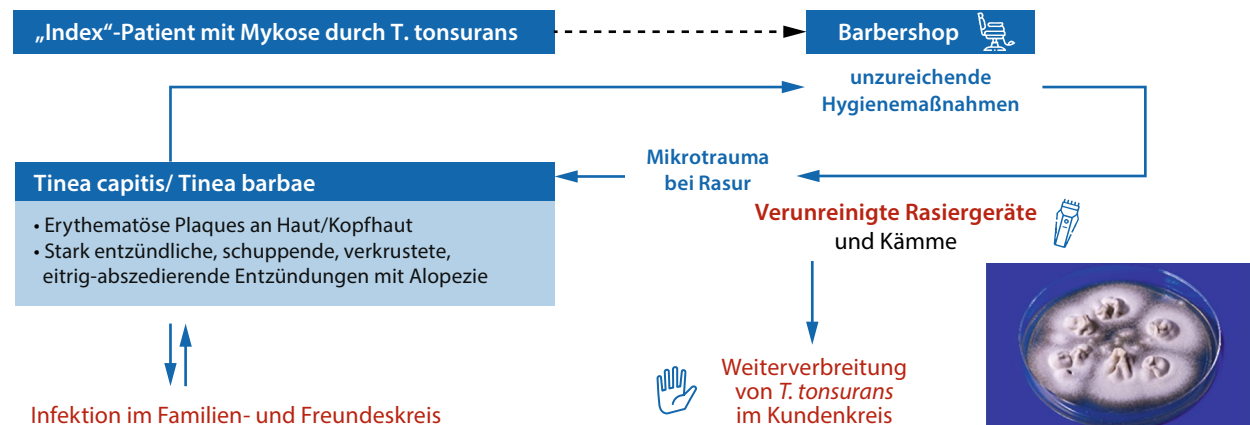 „Index“-Patient mit Mykose durch T. tonsurans
Barbershop
unzureichende
Hygienemaßnahmen
Mikrotrauma
bei Rasur
Tinea capitis/ Tinea barbae
• Erythematöse Plaques an Haut/Kopfhaut
• Stark entzündliche, schuppende, verkrustete,
eitrig-abszedierende Entzündungen mit Alopezie
Verunreinigte Rasiergeräte
und Kämme
Infektion im Familien- und Freundeskreis
Weiterverbreitung
von T. tonsurans
im Kundenkreis